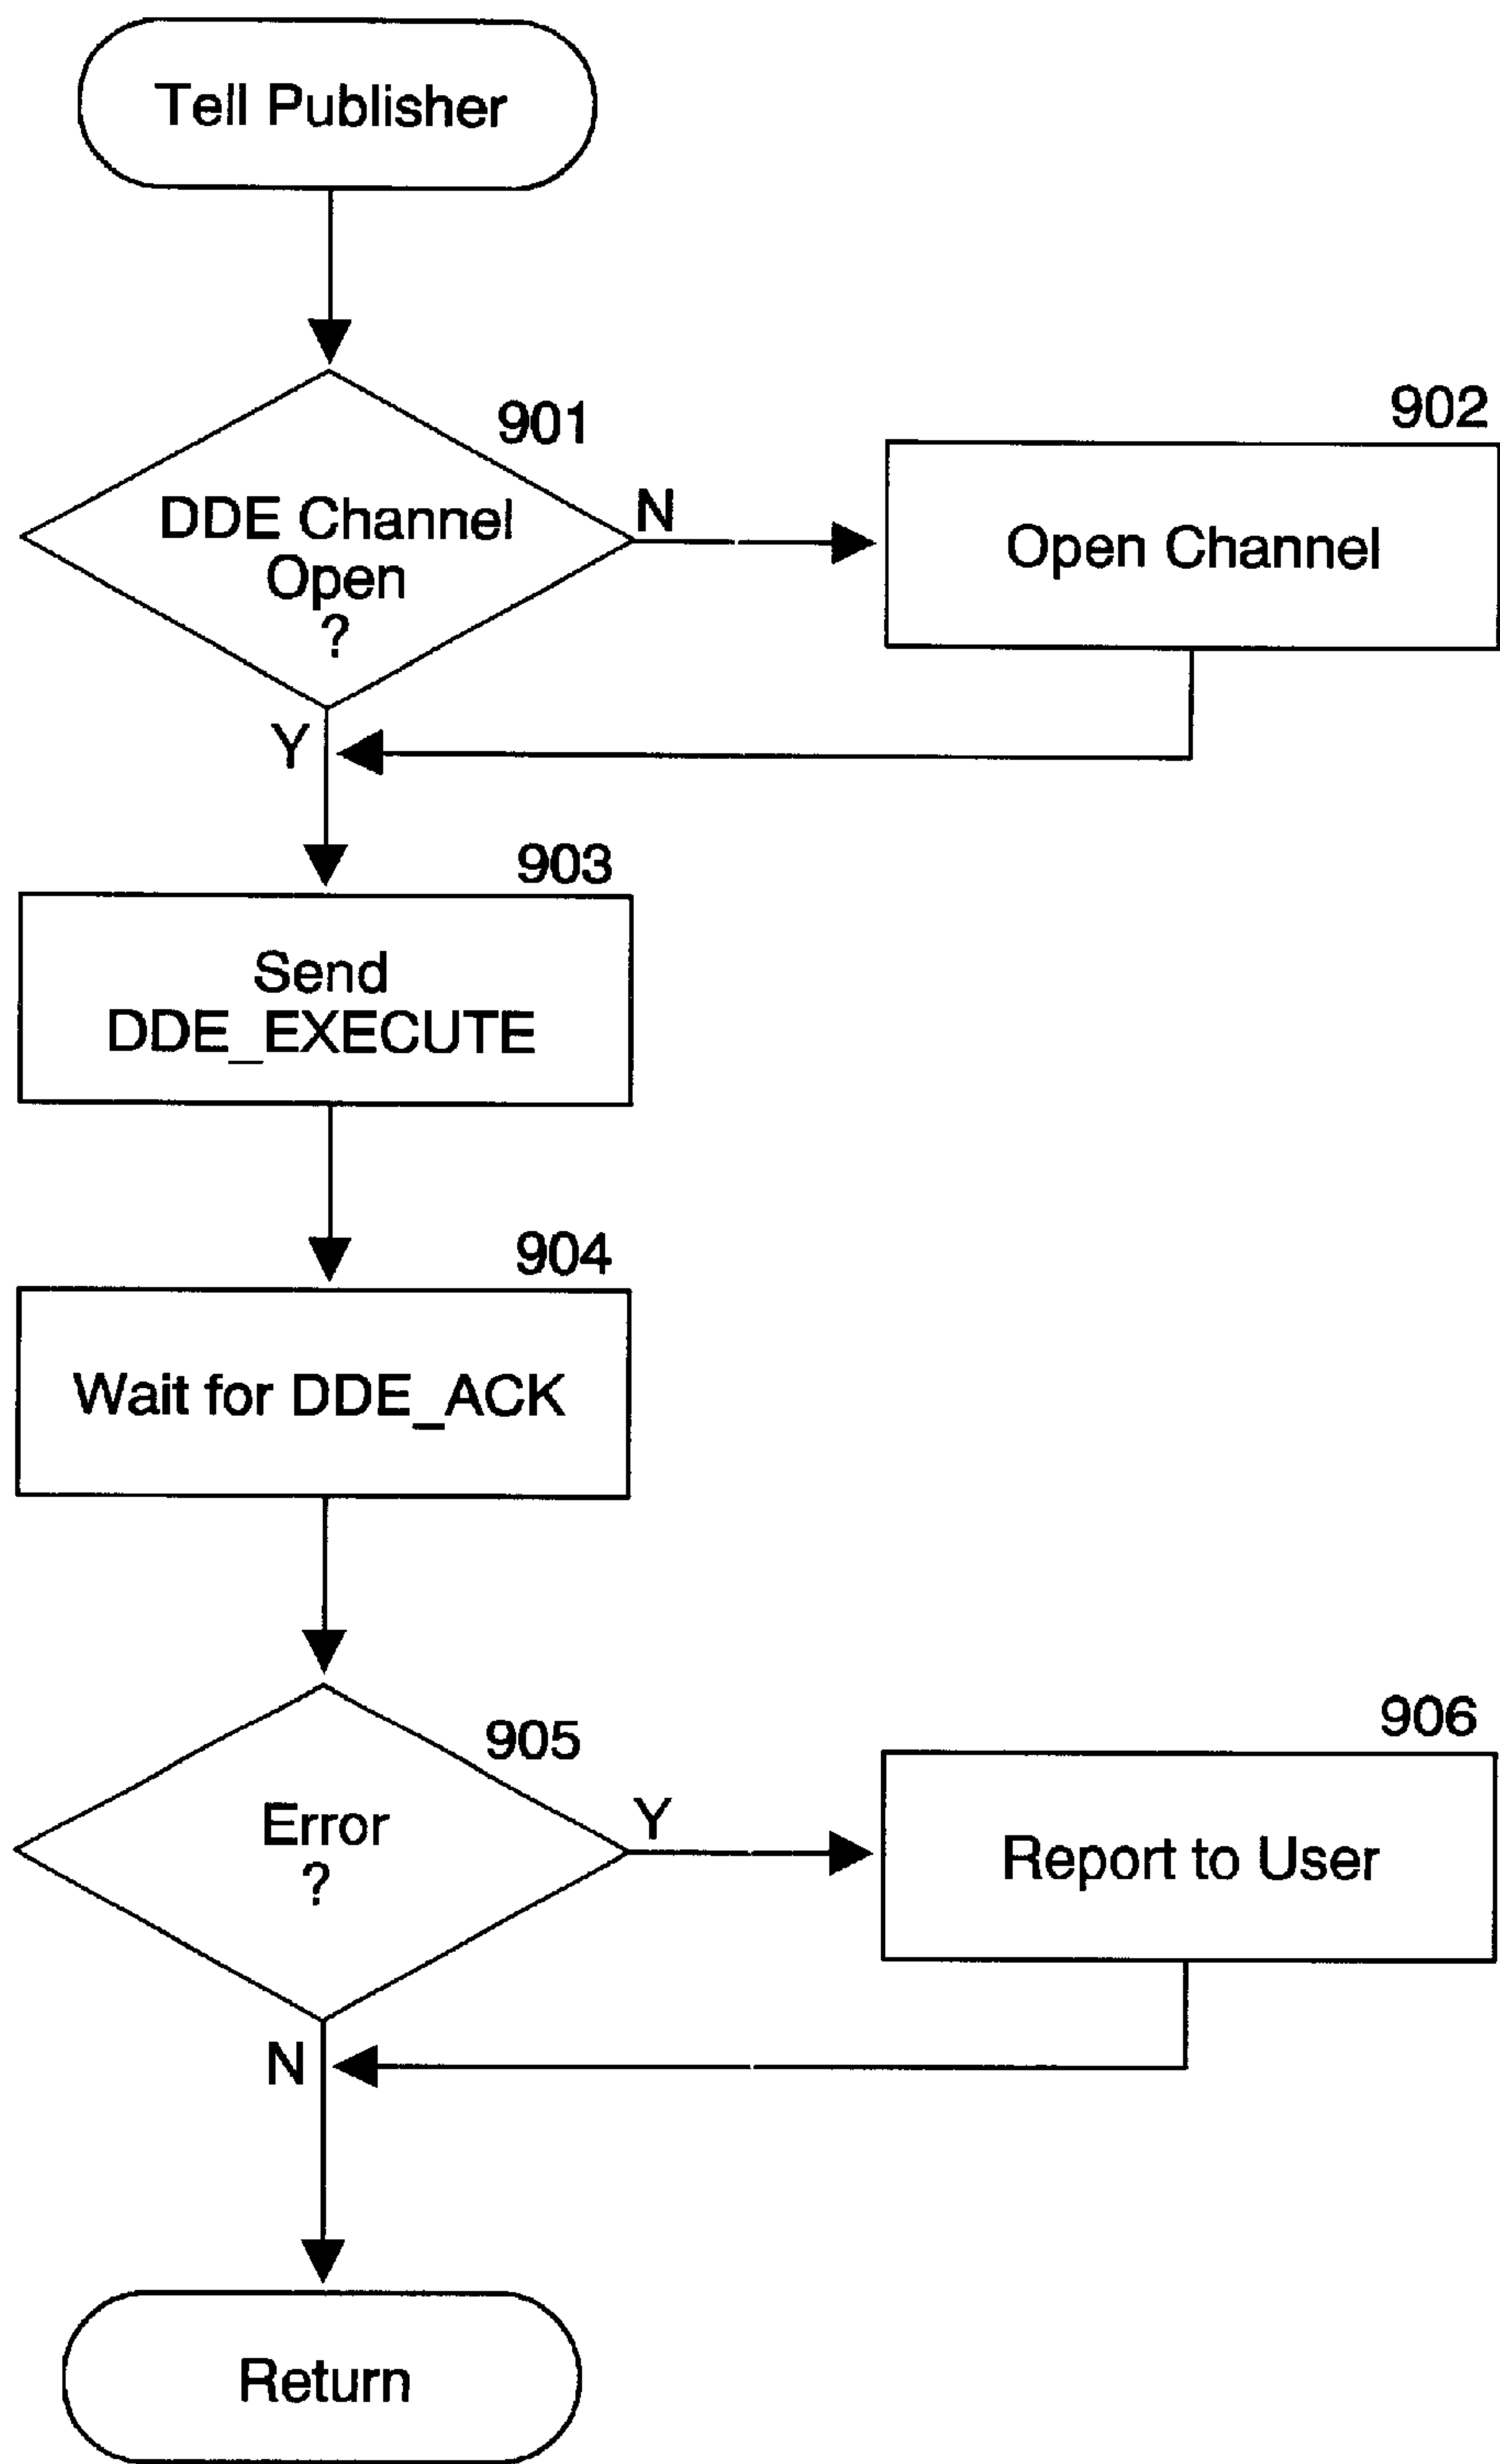 Tell Publisher
901
902
DDE Channel
Open
?
N
Open Channel
Y
903
Send
DDE_EXECUTE
904
Wait for DDE_ACK
905
906
Error
?
Y
Report to User
N
Return